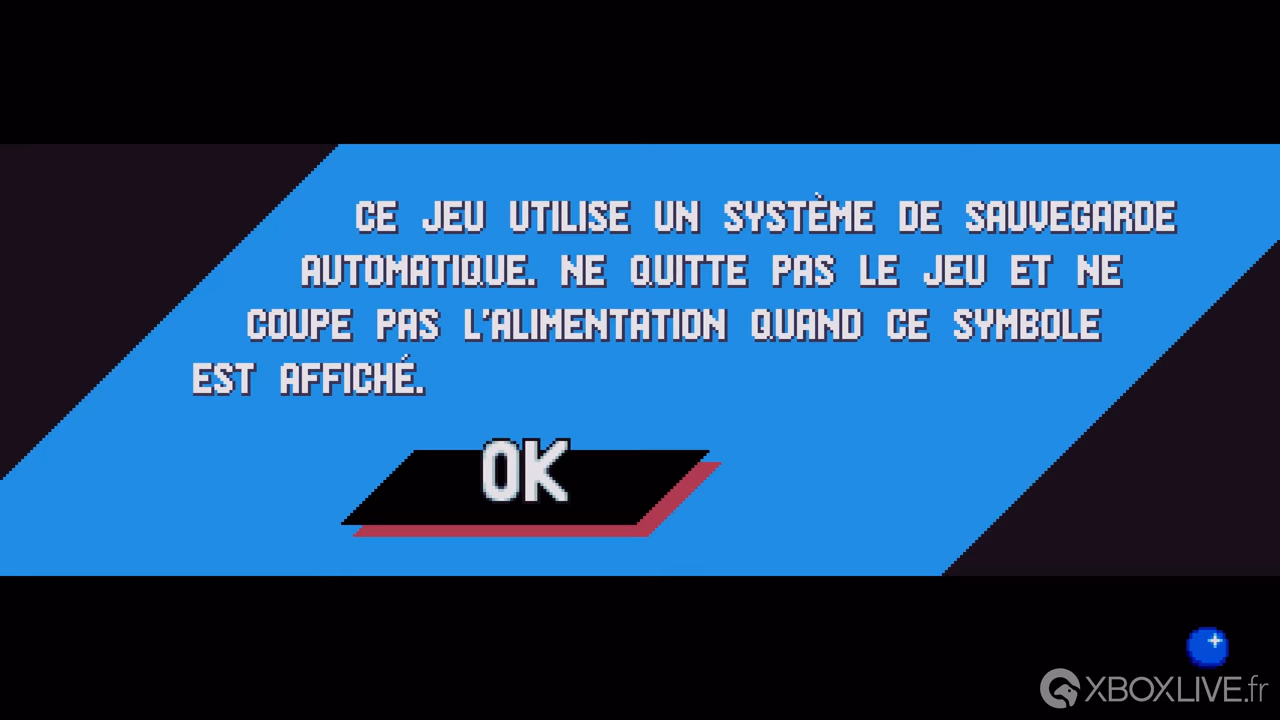 CE JEU UTILISE UN SYSTÈME DE SAUVEGARDE
AUTOMATIQUE. NE QUITTE PAS LE JEU ET NE
COUPE PAS L'ALIMENTATION QUAND CE SYMBOLE
EST AFFICHÉ.
OK
XBOXLIVE.fr